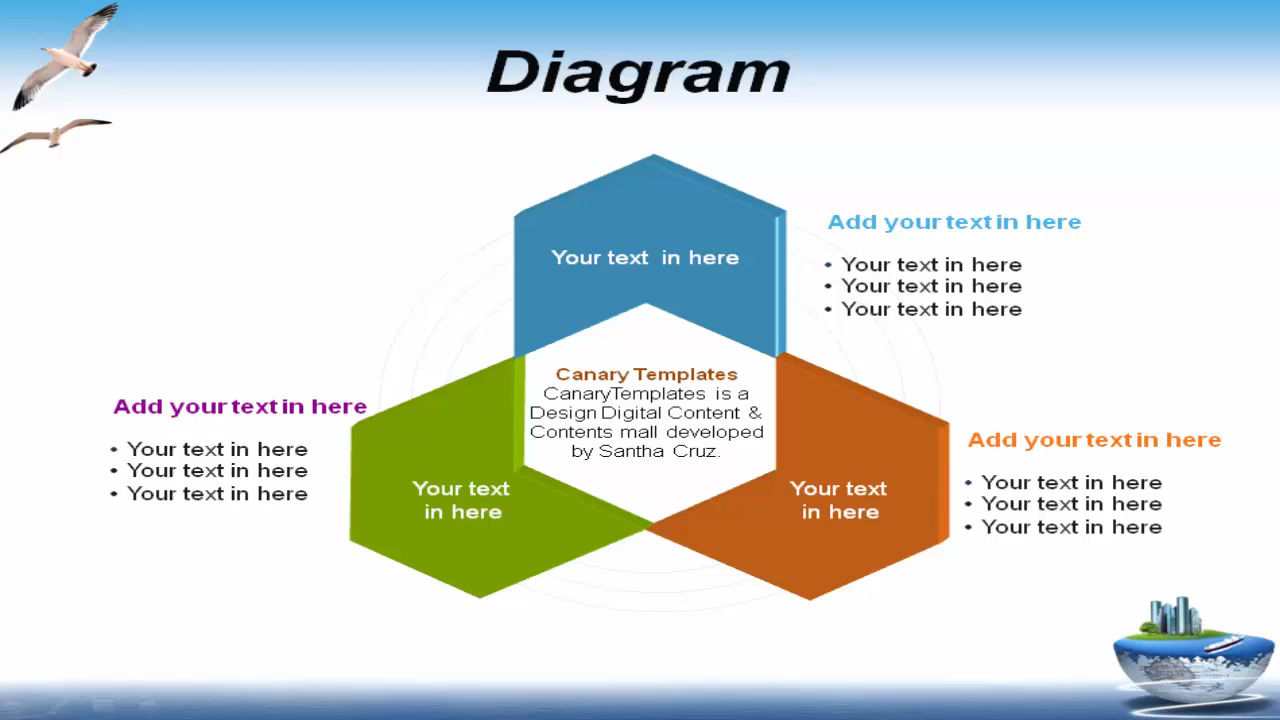 Diagram
Your text in here
Add your text in here
• Your text in here
• Your text in here
• Your text in here
Canary Templates
CanaryTemplates is a
Design Digital Content &
Contents mall developed
by Santha Cruz.
Add your text in here
• Your text in here
• Your text in here
• Your text in here
Your text
in here
Your text
in here
Add your text in here
• Your text in here
• Your text in here
• Your text in here